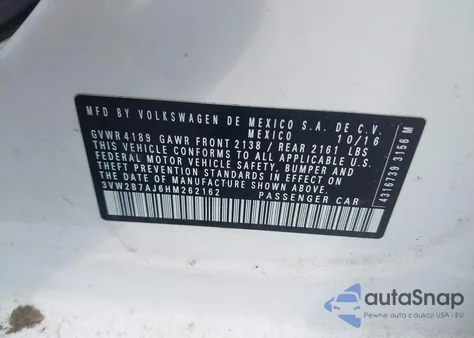 MFD BY VOLKSWAGEN DE MEXICO S.A. DE C.V.
MEXICO 10/16
GVWR 4189 GAWR FRONT 2138 / REAR 2161 LBS
THIS VEHICLE CONFORMS TO ALL APPLICABLE U.S.
FEDERAL MOTOR VEHICLE SAFETY, BUMPER AND
THEFT PREVENTION STANDARDS IN EFFECT ON THE
DATE OF MANUFACTURE SHOWN ABOVE.
3VW2B7AJ6HM262162 PASSENGER CAR
4316739 3156 M
autoSnap
Pewne auta z aukcji USA - EU